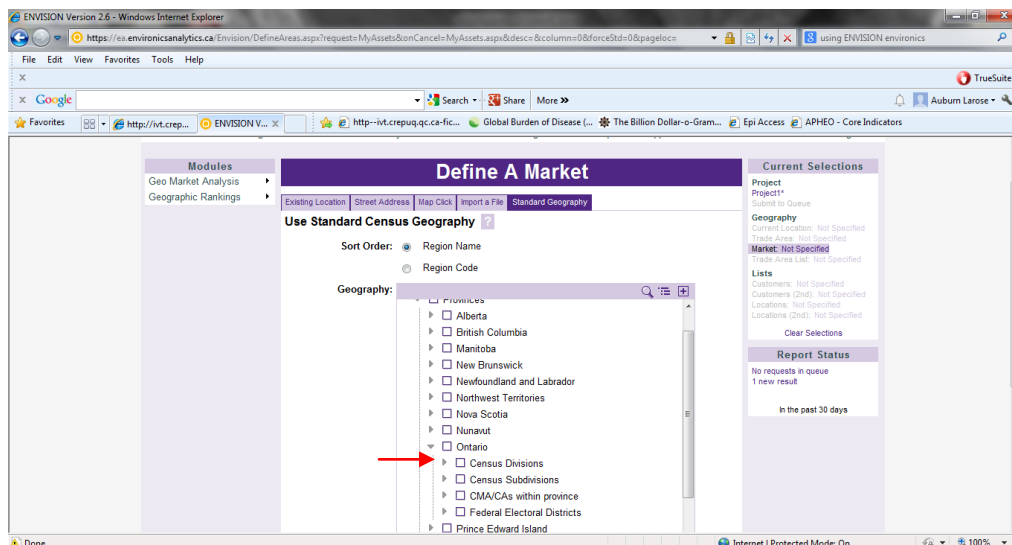 ENVISION Version 2.6 - Windows Internet Explorer
https://ea.environicsanalytics.ca/Envision/DefineAreas.aspx?request=MyAssets&onCancel=MyAssets.aspx&desc=&column=0&forceStd=0&pageloc=
using ENVISION environics
File Edit View Favorites Tools Help
x TrueSuite
x Google Search Share More » Auburn Larose
Favorites http://ivt.crep... ENVISION V... X http--ivt.crepuq.qc.ca-fic... Global Burden of Disease (... The Billion Dollar-o-Gram... Epi Access APHEO - Core Indicators
Modules
Geo Market Analysis
Geographic Rankings
Define A Market
Existing Location Street Address Map Click Import a File Standard Geography
Use Standard Census Geography ?
Sort Order: Region Name
Region Code
Geography:
Provinces
Alberta
British Columbia
Manitoba
New Brunswick
Newfoundland and Labrador
Northwest Territories
Nova Scotia
Nunavut
Ontario
Census Divisions
Census Subdivisions
CMA/CAs within province
Federal Electoral Districts
Prince Edward Island
Current Selections
Project
Project1*
Submit to Queue
Geography
Current Location: Not Specified
Trade Area: Not Specified
Market: Not Specified
Trade Area List: Not Specified
Lists
Customers: Not Specified
Customers (2nd): Not Specified
Locations: Not Specified
Locations (2nd): Not Specified
Clear Selections
Report Status
No requests in queue
1 new result
In the past 30 days
Done Internet | Protected Mode: On 100%